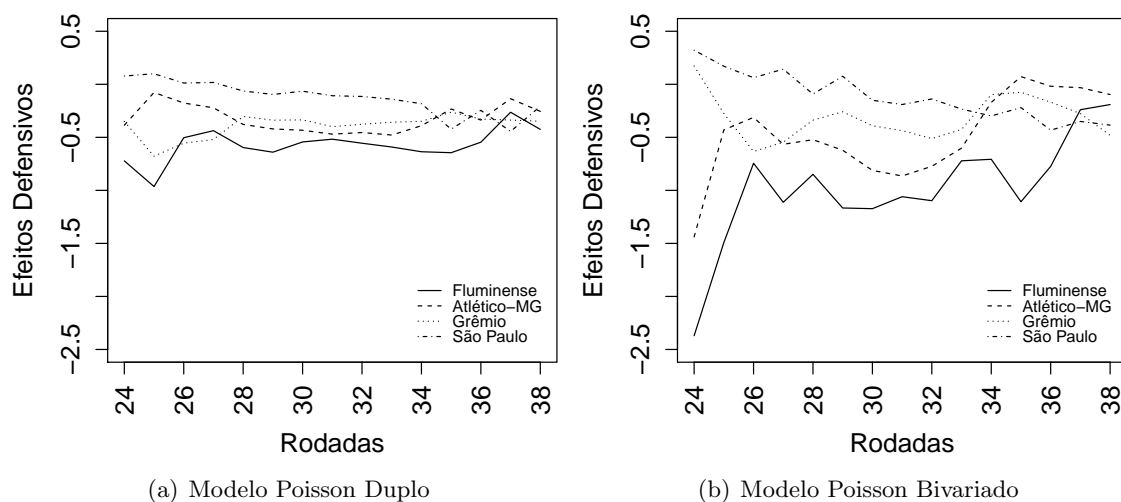 Efeitos Defensivos
0.5
−0.5
−1.5
−2.5
Fluminense
Atlético−MG
Grêmio
São Paulo
24
26
28
30
32
34
36
38
Rodadas
(a) Modelo Poisson Duplo
Efeitos Defensivos
0.5
−0.5
−1.5
−2.5
Fluminense
Atlético−MG
Grêmio
São Paulo
24
26
28
30
32
34
36
38
Rodadas
(b) Modelo Poisson Bivariado